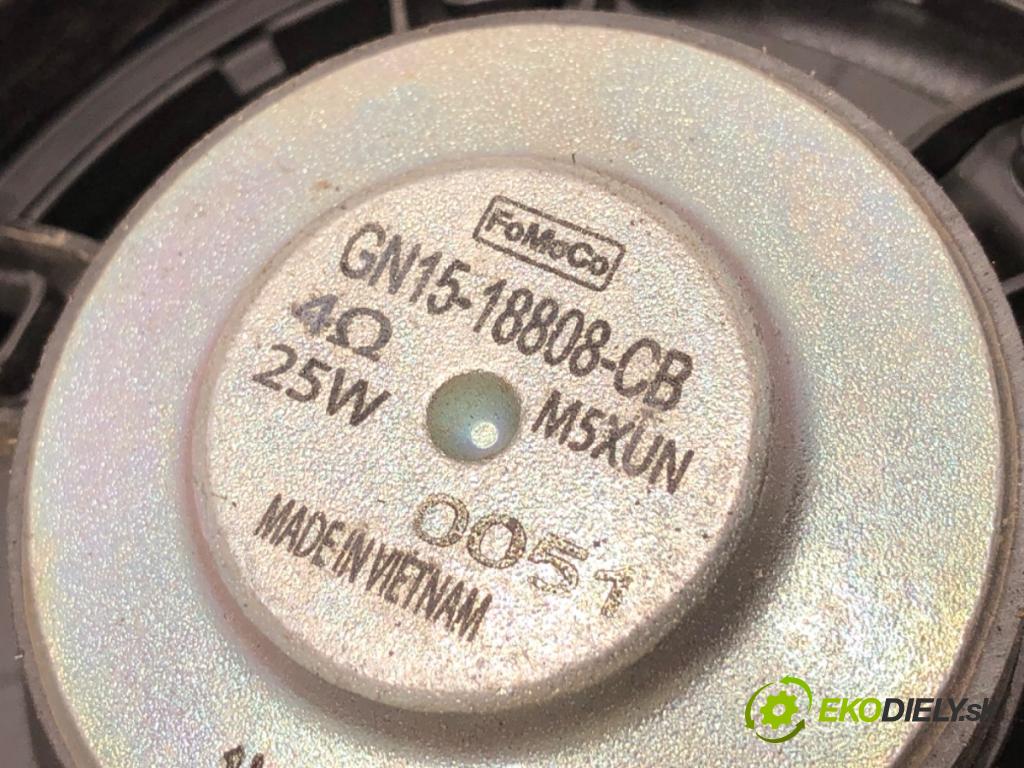 FoMoCo
GN15-18808-CB
4Ω
25W
M5XUN
0051
MADE IN VIETNAM
EKODIELY.sk